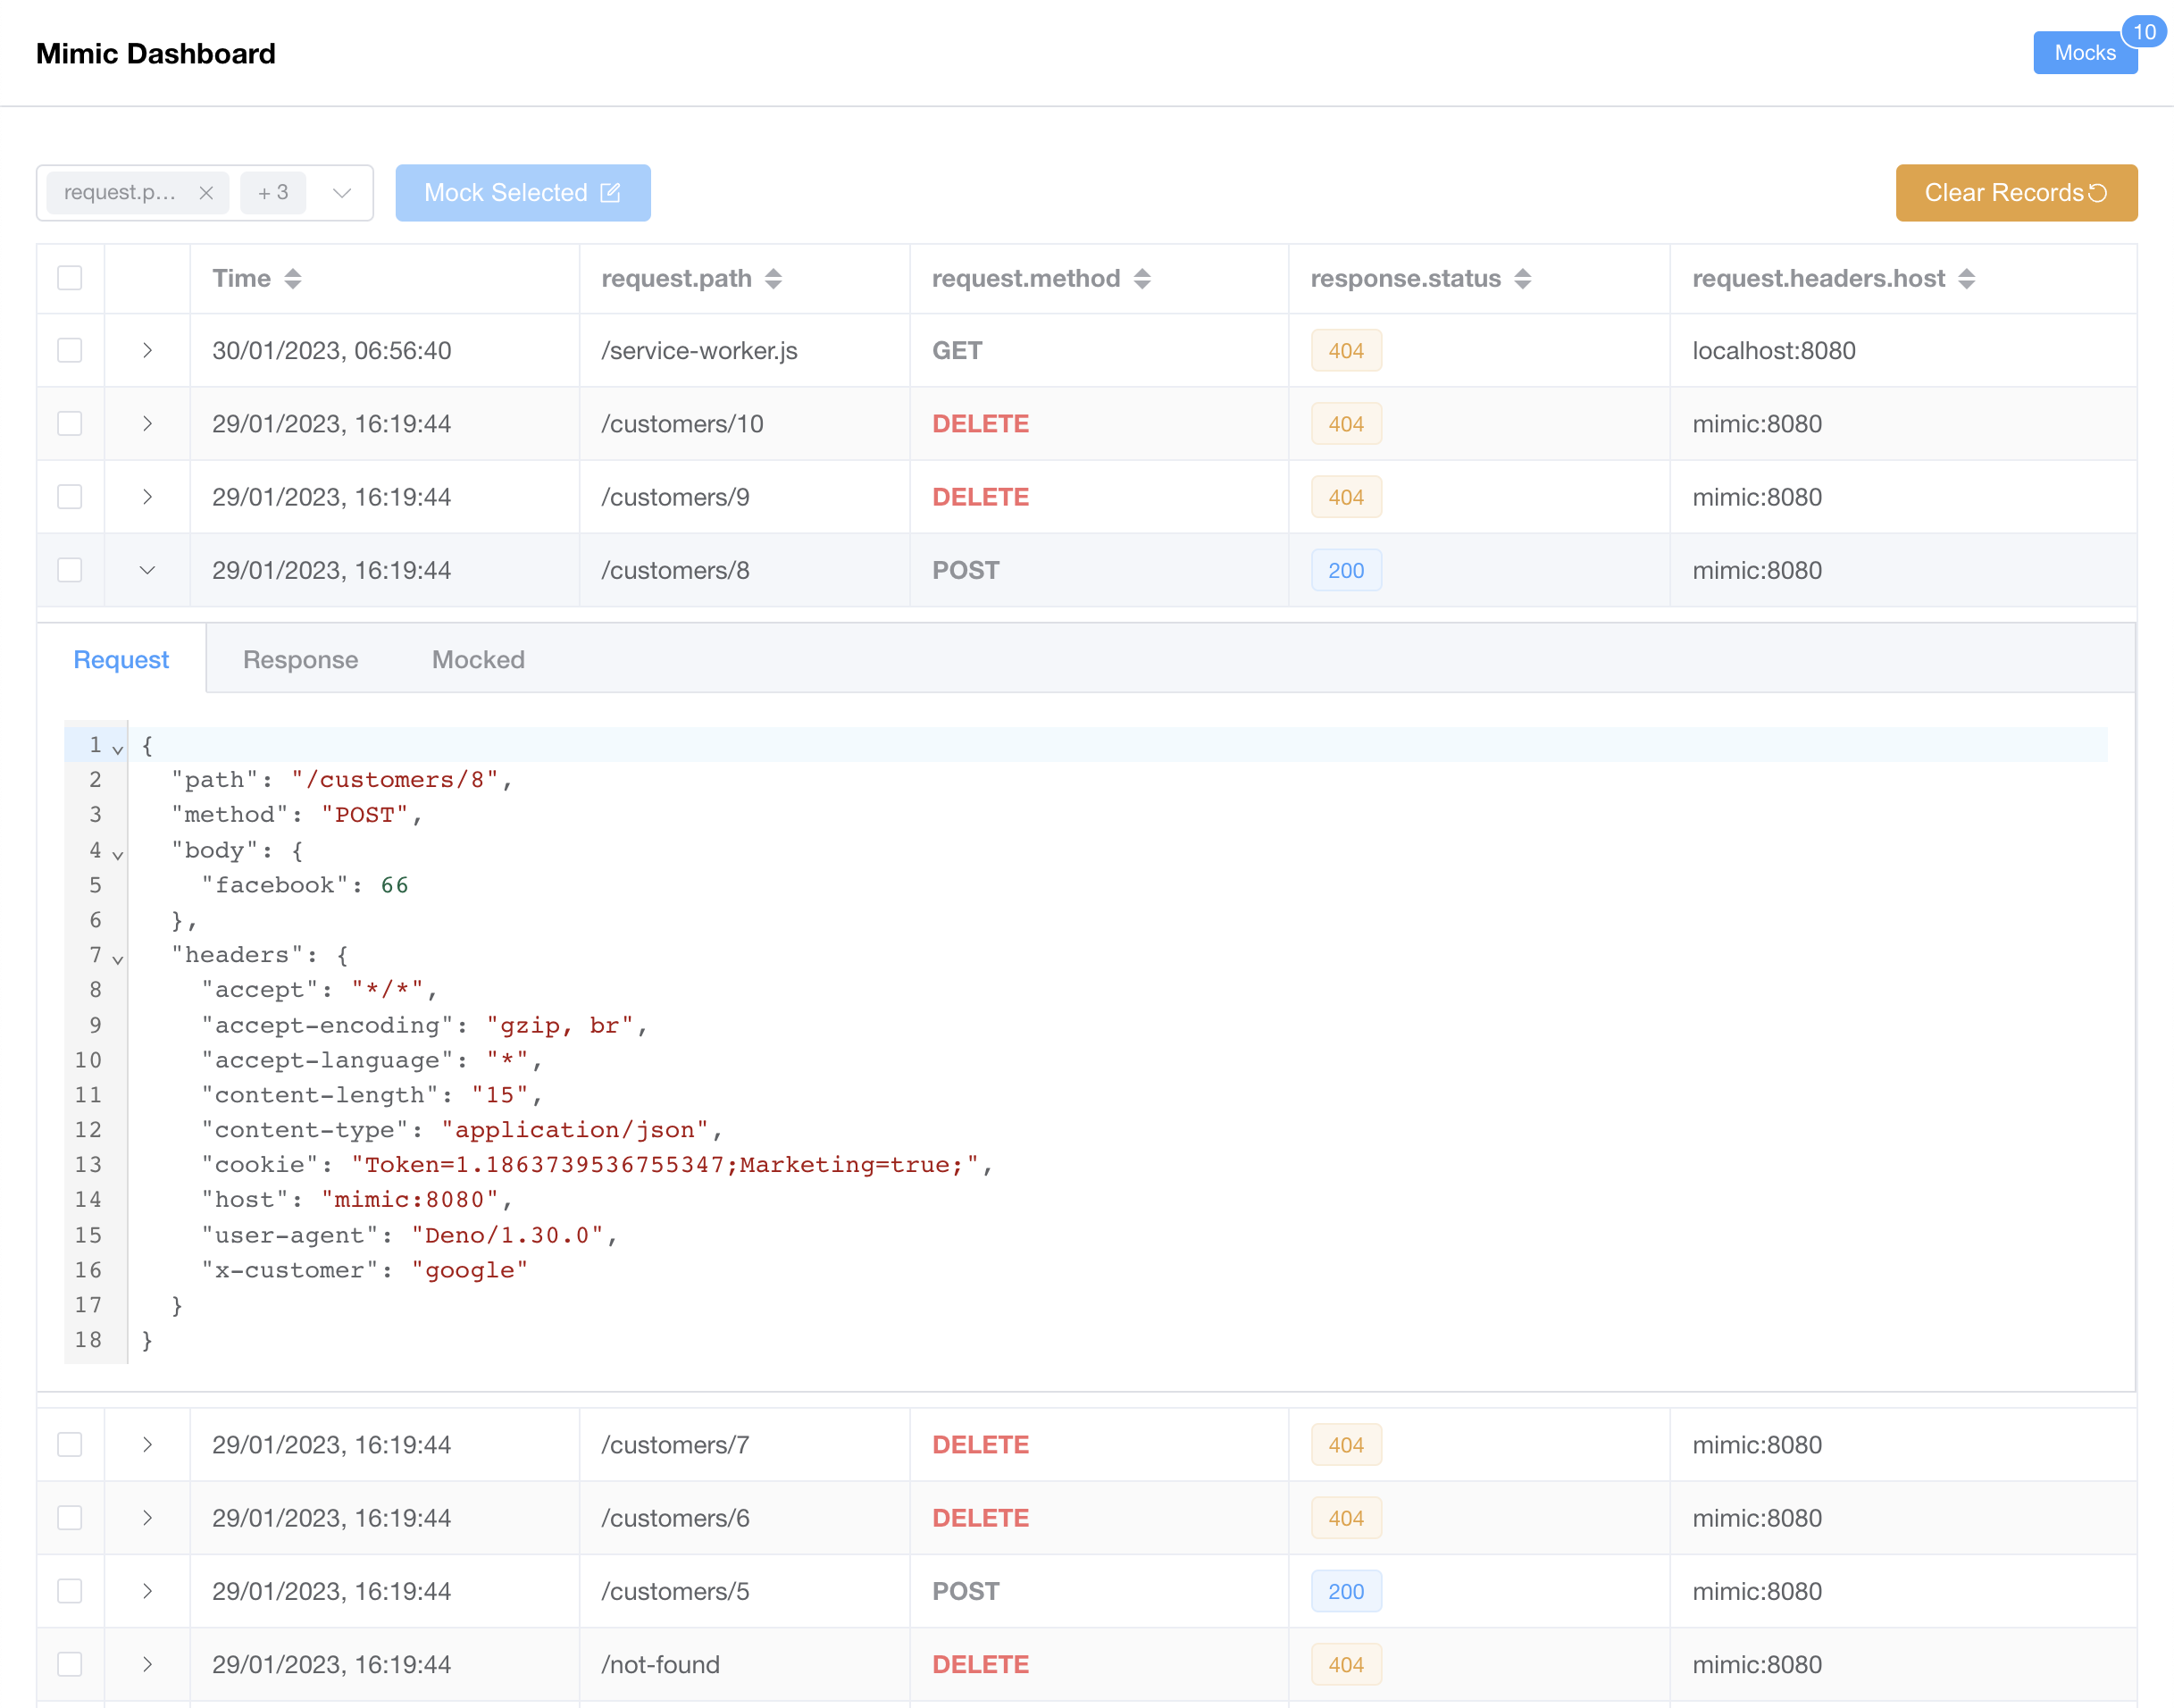 Mimic Dashboard
Mocks 10
request.p... + 3 Mock Selected Clear Records
Time request.path request.method response.status request.headers.host
30/01/2023, 06:56:40 /service-worker.js GET 404 localhost:8080
29/01/2023, 16:19:44 /customers/10 DELETE 404 mimic:8080
29/01/2023, 16:19:44 /customers/9 DELETE 404 mimic:8080
29/01/2023, 16:19:44 /customers/8 POST 200 mimic:8080
Request Response Mocked
1 {
2 "path": "/customers/8",
3 "method": "POST",
4 "body": {
5 "facebook": 66
6 },
7 "headers": {
8 "accept": "*/*",
9 "accept-encoding": "gzip, br",
10 "accept-language": "*",
11 "content-length": "15",
12 "content-type": "application/json",
13 "cookie": "Token=1.1863739536755347;Marketing=true;",
14 "host": "mimic:8080",
15 "user-agent": "Deno/1.30.0",
16 "x-customer": "google"
17 }
18 }
29/01/2023, 16:19:44 /customers/7 DELETE 404 mimic:8080
29/01/2023, 16:19:44 /customers/6 DELETE 404 mimic:8080
29/01/2023, 16:19:44 /customers/5 POST 200 mimic:8080
29/01/2023, 16:19:44 /not-found DELETE 404 mimic:8080